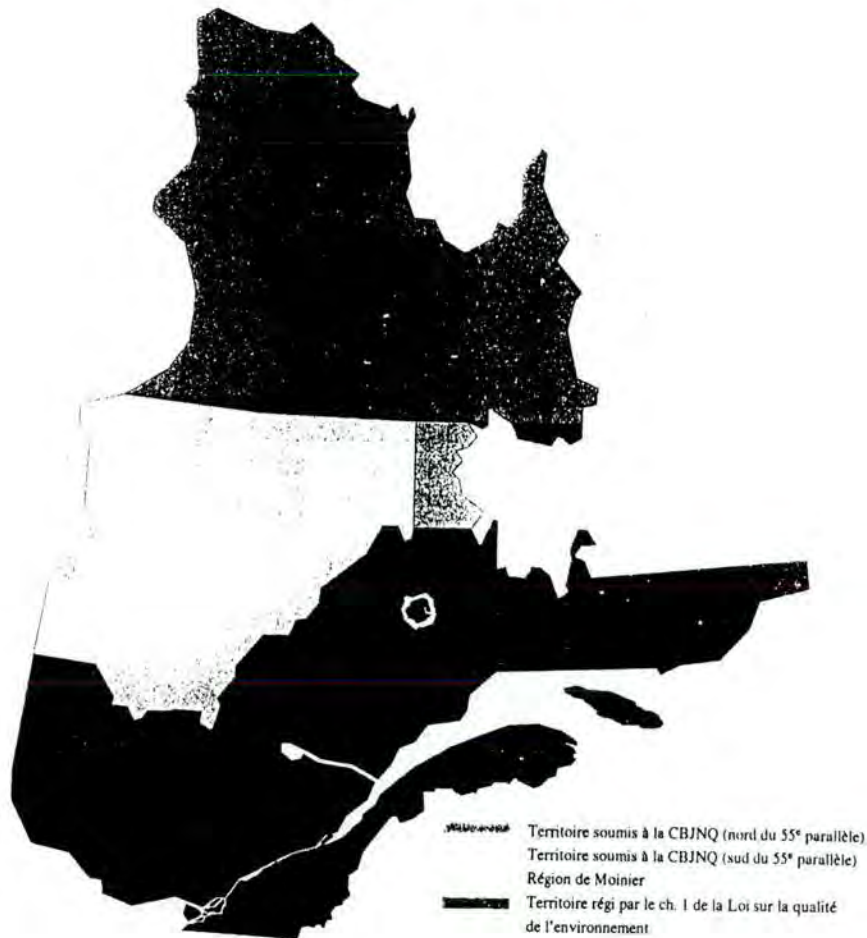 Territoire soumis à la CBJNQ (nord du 55e parallèle)
Territoire soumis à la CBJNQ (sud du 55e parallèle)
Région de Moinier
Territoire régi par le ch. 1 de la Loi sur la qualité
de l'environnement